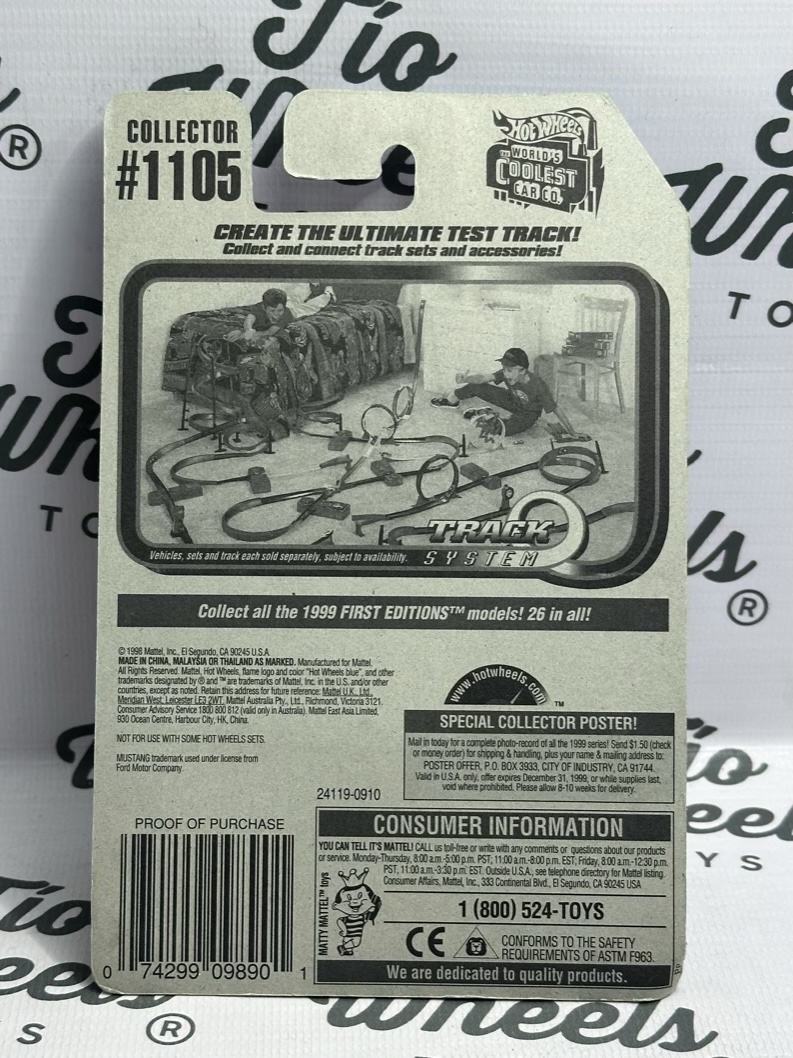 Tio
Wheels
TOYS
®
COLLECTOR
#1105
Hot Wheels
THE WORLD'S
COOLEST
CAR CO.™
CREATE THE ULTIMATE TEST TRACK!
Collect and connect track sets and accessories!
TRACK
SYSTEM
Vehicles, sets and track each sold separately, subject to availability.
Collect all the 1999 FIRST EDITIONS™ models! 26 in all!
© 1998 Mattel, Inc., El Segundo, CA 90245 U.S.A.
MADE IN CHINA, MALAYSIA OR THAILAND AS MARKED. Manufactured for Mattel.
All Rights Reserved. Mattel, Hot Wheels, flame logo and color "Hot Wheels blue", and other
trademarks designated by ® and ™ are trademarks of Mattel, Inc. in the U.S. and/or other
countries, except as noted. Retain this address for future reference: Mattel U.K., Ltd.,
Meridian West, Leicester LE3 2WT. Mattel Australia Pty., Ltd., Richmond, Victoria 3121.
Consumer Advisory Service 1800 800 812 (valid only in Australia). Mattel East Asia Limited,
930 Ocean Centre, Harbour City, HK, China.
NOT FOR USE WITH SOME HOT WHEELS SETS.
MUSTANG trademark used under license from
Ford Motor Company.
www.hotwheels.com
™
SPECIAL COLLECTOR POSTER!
Mail in today for a complete photo-record of all the 1999 series! Send $1.50 (check
or money order) for shipping & handling, plus your name & mailing address to:
POSTER OFFER, P.O. BOX 3933, CITY OF INDUSTRY, CA 91744.
Valid in U.S.A. only, offer expires December 31, 1999, or while supplies last,
void where prohibited. Please allow 8-10 weeks for delivery.
24119-0910
PROOF OF PURCHASE
0 74299 09890 1
CONSUMER INFORMATION
YOU CAN TELL IT'S MATTEL! CALL us toll-free or write with any comments or questions about our products
or service. Monday-Thursday, 8:00 a.m.-5:00 p.m. PST; 11:00 a.m.-8:00 p.m. EST; Friday, 8:00 a.m.-12:30 p.m.
PST, 11:00 a.m.-3:30 p.m. EST. Outside U.S.A., see telephone directory for Mattel listing.
Consumer Affairs, Mattel, Inc., 333 Continental Blvd., El Segundo, CA 90245 USA
MATTY MATTEL™ toys
1 (800) 524-TOYS
CE
CONFORMS TO THE SAFETY
REQUIREMENTS OF ASTM F963.
We are dedicated to quality products.